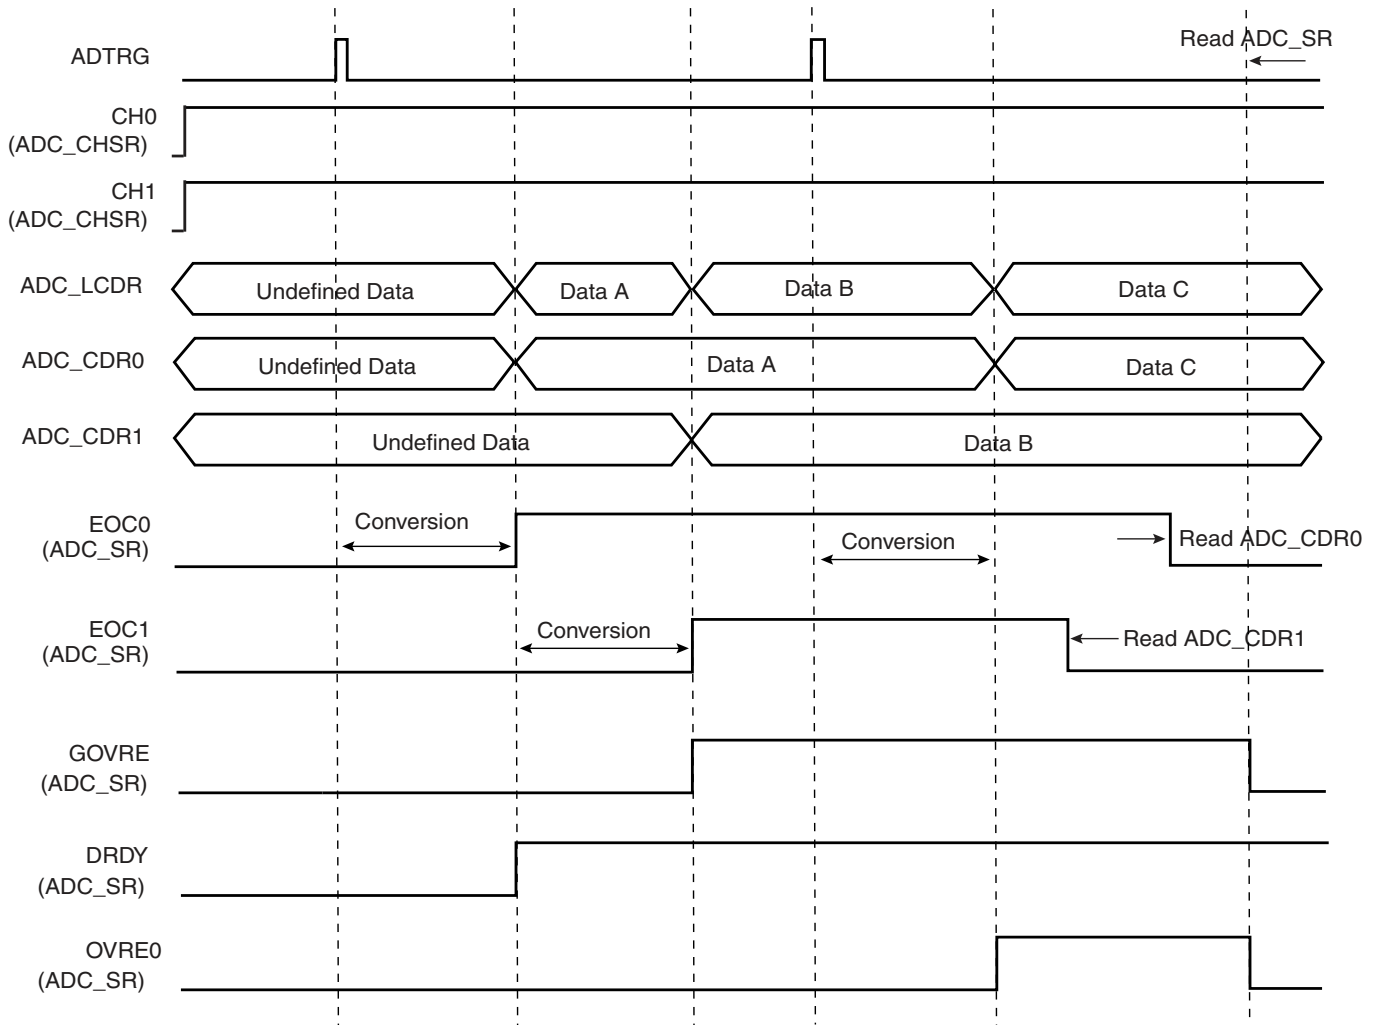 ADTRG
Read ADC_SR
CH0
(ADC_CHSR)
CH1
(ADC_CHSR)
ADC_LCDR
Undefined Data
Data A
Data B
Data C
ADC_CDR0
Undefined Data
Data A
Data C
ADC_CDR1
Undefined Data
Data B
EOC0
(ADC_SR)
Conversion
Conversion
Read ADC_CDR0
EOC1
(ADC_SR)
Conversion
Read ADC_CDR1
GOVRE
(ADC_SR)
DRDY
(ADC_SR)
OVRE0
(ADC_SR)